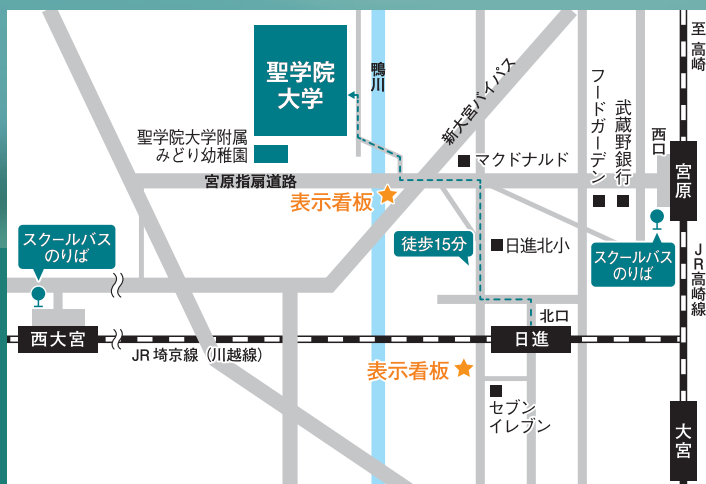 聖学院
大学
聖学院大学附属
みどり幼稚園
宮原指扇道路
鴨川
新大宮バイパス
表示看板
マクドナルド
フードガーデン
武蔵野銀行
西口
至高崎
宮原
スクールバス
のりば
JR高崎線
スクールバス
のりば
徒歩15分
日進北小
北口
西大宮
JR 埼京線（川越線）
日進
表示看板
セブン
イレブン
大宮